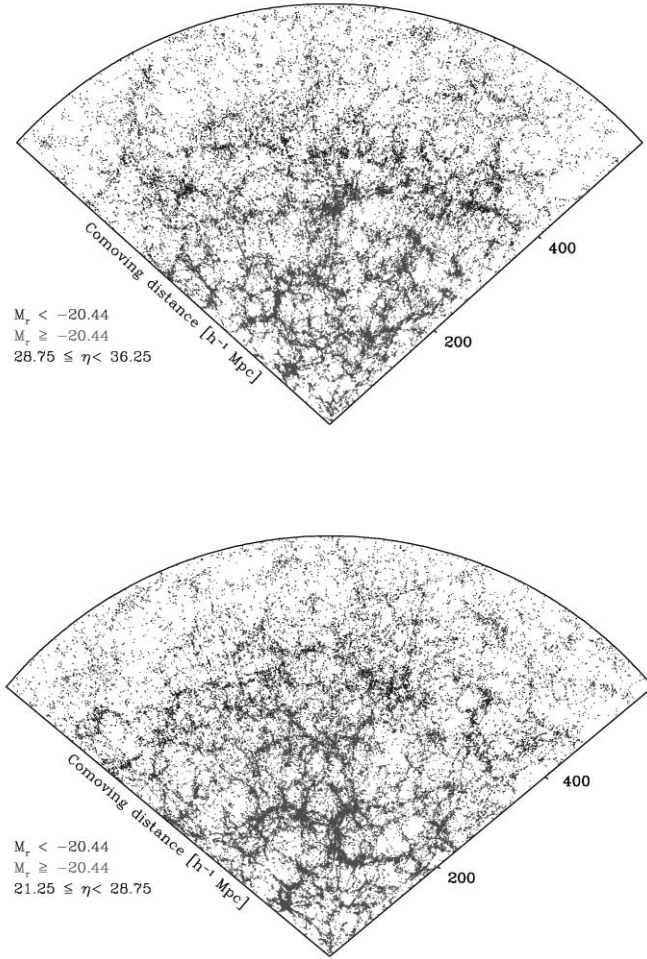 Comoving distance [h⁻¹ Mpc]
400
200
M_r < −20.44
M_r ≧ −20.44
28.75 ≦ η< 36.25
Comoving distance [h⁻¹ Mpc]
400
200
M_r < −20.44
M_r ≧ −20.44
21.25 ≦ η< 28.75